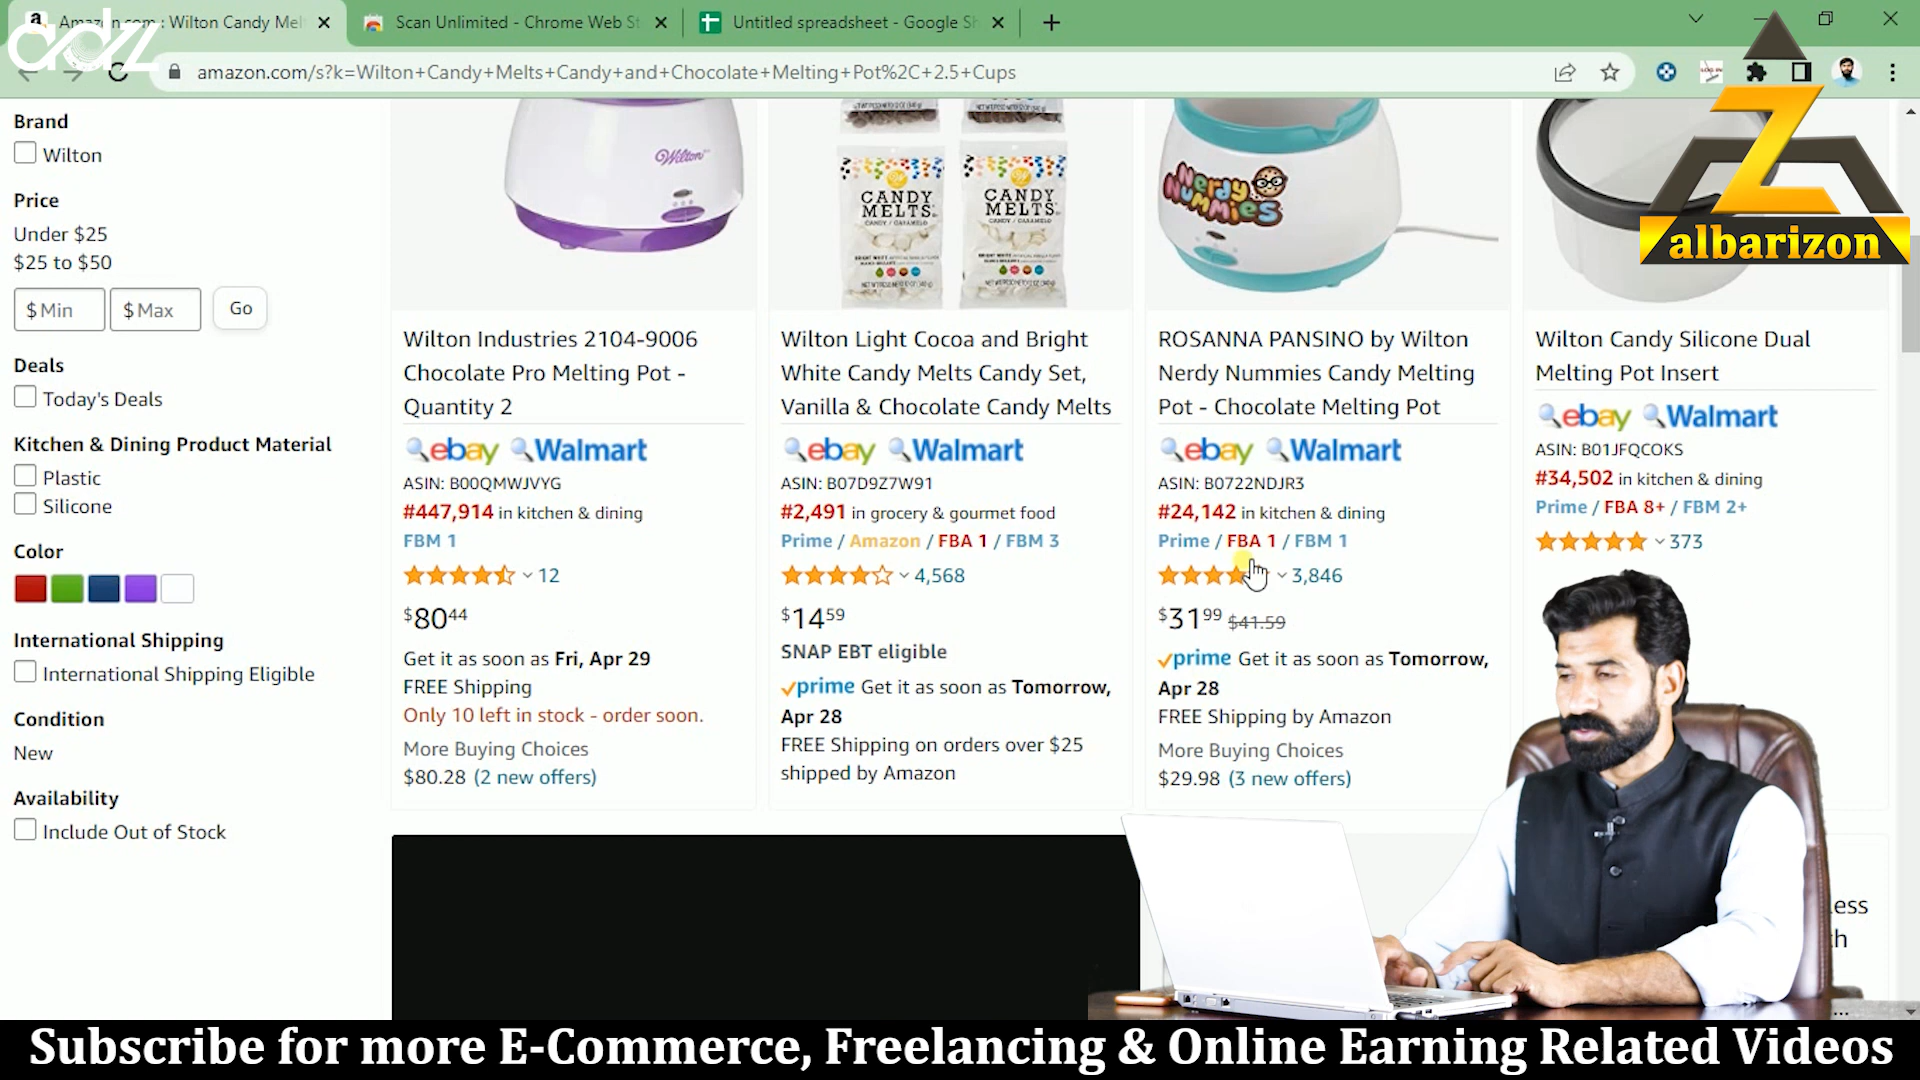 adz
Amazon.com : Wilton Candy Mel
Scan Unlimited - Chrome Web St
Untitled spreadsheet - Google Sh
amazon.com/s?k=Wilton+Candy+Melts+Candy+and+Chocolate+Melting+Pot%2C+2.5+Cups
albarizon
Brand
Wilton
Price
Under $25
$25 to $50
$ Min
$ Max
Go
Deals
Today's Deals
Kitchen & Dining Product Material
Plastic
Silicone
Color
International Shipping
International Shipping Eligible
Condition
New
Availability
Include Out of Stock
Wilton
Wilton Industries 2104-9006
Chocolate Pro Melting Pot -
Quantity 2
ebay Walmart
ASIN: B00QMWJVYG
#447,914 in kitchen & dining
FBM 1
12
$80.44
Get it as soon as Fri, Apr 29
FREE Shipping
Only 10 left in stock - order soon.
More Buying Choices
$80.28 (2 new offers)
CANDY MELTS
CANDY MELTS
Wilton Light Cocoa and Bright
White Candy Melts Candy Set,
Vanilla & Chocolate Candy Melts
ebay Walmart
ASIN: B07D9Z7W91
#2,491 in grocery & gourmet food
Prime / Amazon / FBA 1 / FBM 3
4,568
$14.59
SNAP EBT eligible
prime Get it as soon as Tomorrow,
Apr 28
FREE Shipping on orders over $25
shipped by Amazon
Nerdy Nummies
ROSANNA PANSINO by Wilton
Nerdy Nummies Candy Melting
Pot - Chocolate Melting Pot
ebay Walmart
ASIN: B0722NDJR3
#24,142 in kitchen & dining
Prime / FBA 1 / FBM 1
3,846
$31.99 $41.59
prime Get it as soon as Tomorrow,
Apr 28
FREE Shipping by Amazon
More Buying Choices
$29.98 (3 new offers)
Wilton Candy Silicone Dual
Melting Pot Insert
ebay Walmart
ASIN: B01JFQCOKS
#34,502 in kitchen & dining
Prime / FBA 8+ / FBM 2+
373
Subscribe for more E-Commerce, Freelancing & Online Earning Related Videos